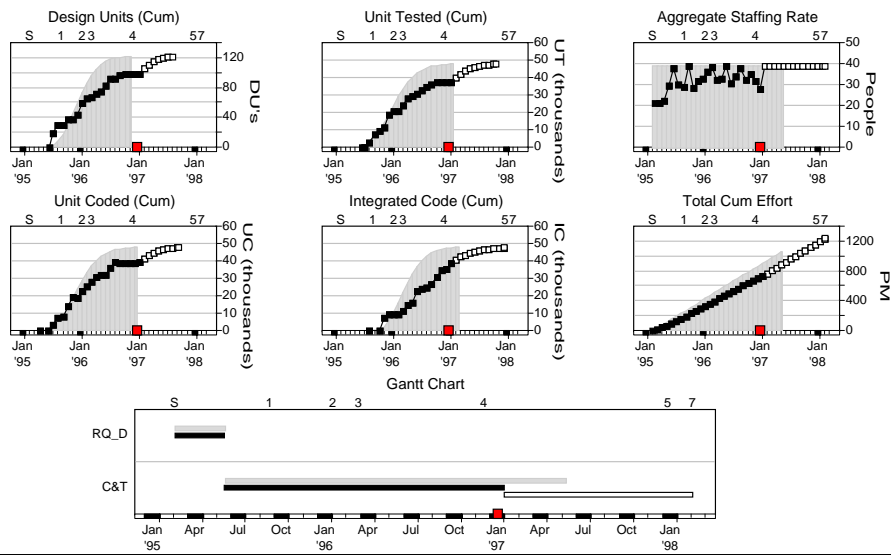 Design Units (Cum)
S 1 2 3 4 5 7
120
80
40
0
DU's
Jan '95
Jan '96
Jan '97
Jan '98
Unit Tested (Cum)
S 1 2 3 4 5 7
60
50
40
30
20
10
0
UT (thousands)
Jan '95
Jan '96
Jan '97
Jan '98
Aggregate Staffing Rate
S 1 2 3 4 5 7
50
40
30
20
10
0
People
Jan '95
Jan '96
Jan '97
Jan '98
Unit Coded (Cum)
S 1 2 3 4 5 7
60
50
40
30
20
10
0
UC (thousands)
Jan '95
Jan '96
Jan '97
Jan '98
Integrated Code (Cum)
S 1 2 3 4 5 7
60
50
40
30
20
10
0
IC (thousands)
Jan '95
Jan '96
Jan '97
Jan '98
Total Cum Effort
S 1 2 3 4 5 7
1200
800
400
0
PM
Jan '95
Jan '96
Jan '97
Jan '98
Gantt Chart
S 1 2 3 4 5 7
RQ_D
C&T
Jan Apr Jul Oct Jan Apr Jul Oct Jan Apr Jul Oct Jan
'95 '96 '97 '98